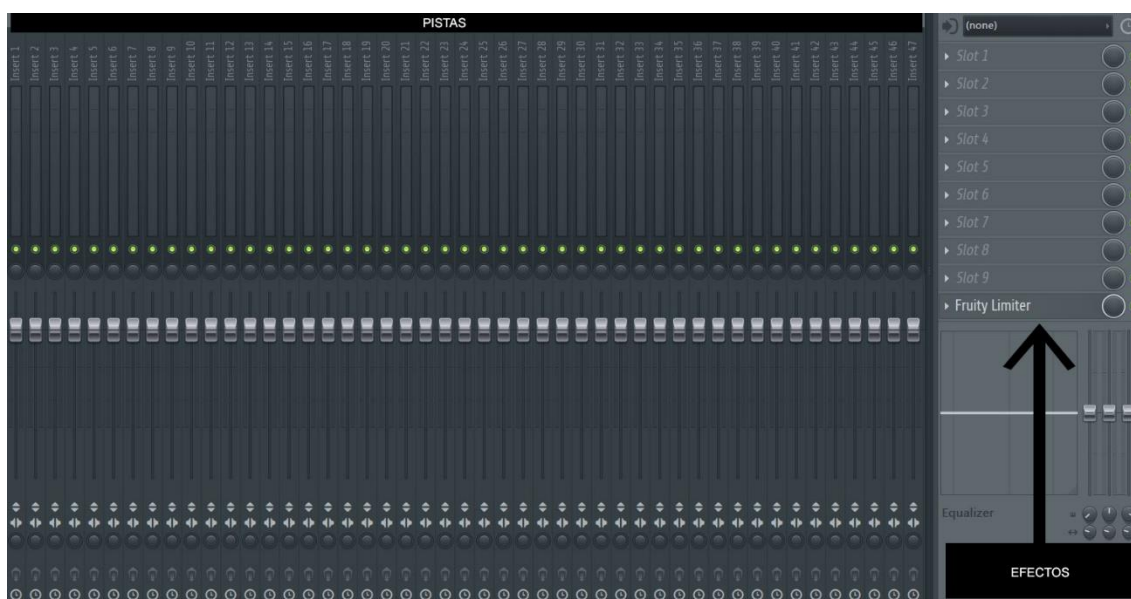 PISTAS
Insert 1
Insert 2
Insert 3
Insert 4
Insert 5
Insert 6
Insert 7
Insert 8
Insert 9
Insert 10
Insert 11
Insert 12
Insert 13
Insert 14
Insert 15
Insert 16
Insert 17
Insert 18
Insert 19
Insert 20
Insert 21
Insert 22
Insert 23
Insert 24
Insert 25
Insert 26
Insert 27
Insert 28
Insert 29
Insert 30
Insert 31
Insert 32
Insert 33
Insert 34
Insert 35
Insert 36
Insert 37
Insert 38
Insert 39
Insert 40
Insert 41
Insert 42
Insert 43
Insert 44
Insert 45
Insert 46
Insert 47
(none)
Slot 1
Slot 2
Slot 3
Slot 4
Slot 5
Slot 6
Slot 7
Slot 8
Slot 9
Fruity Limiter
Equalizer
EFECTOS